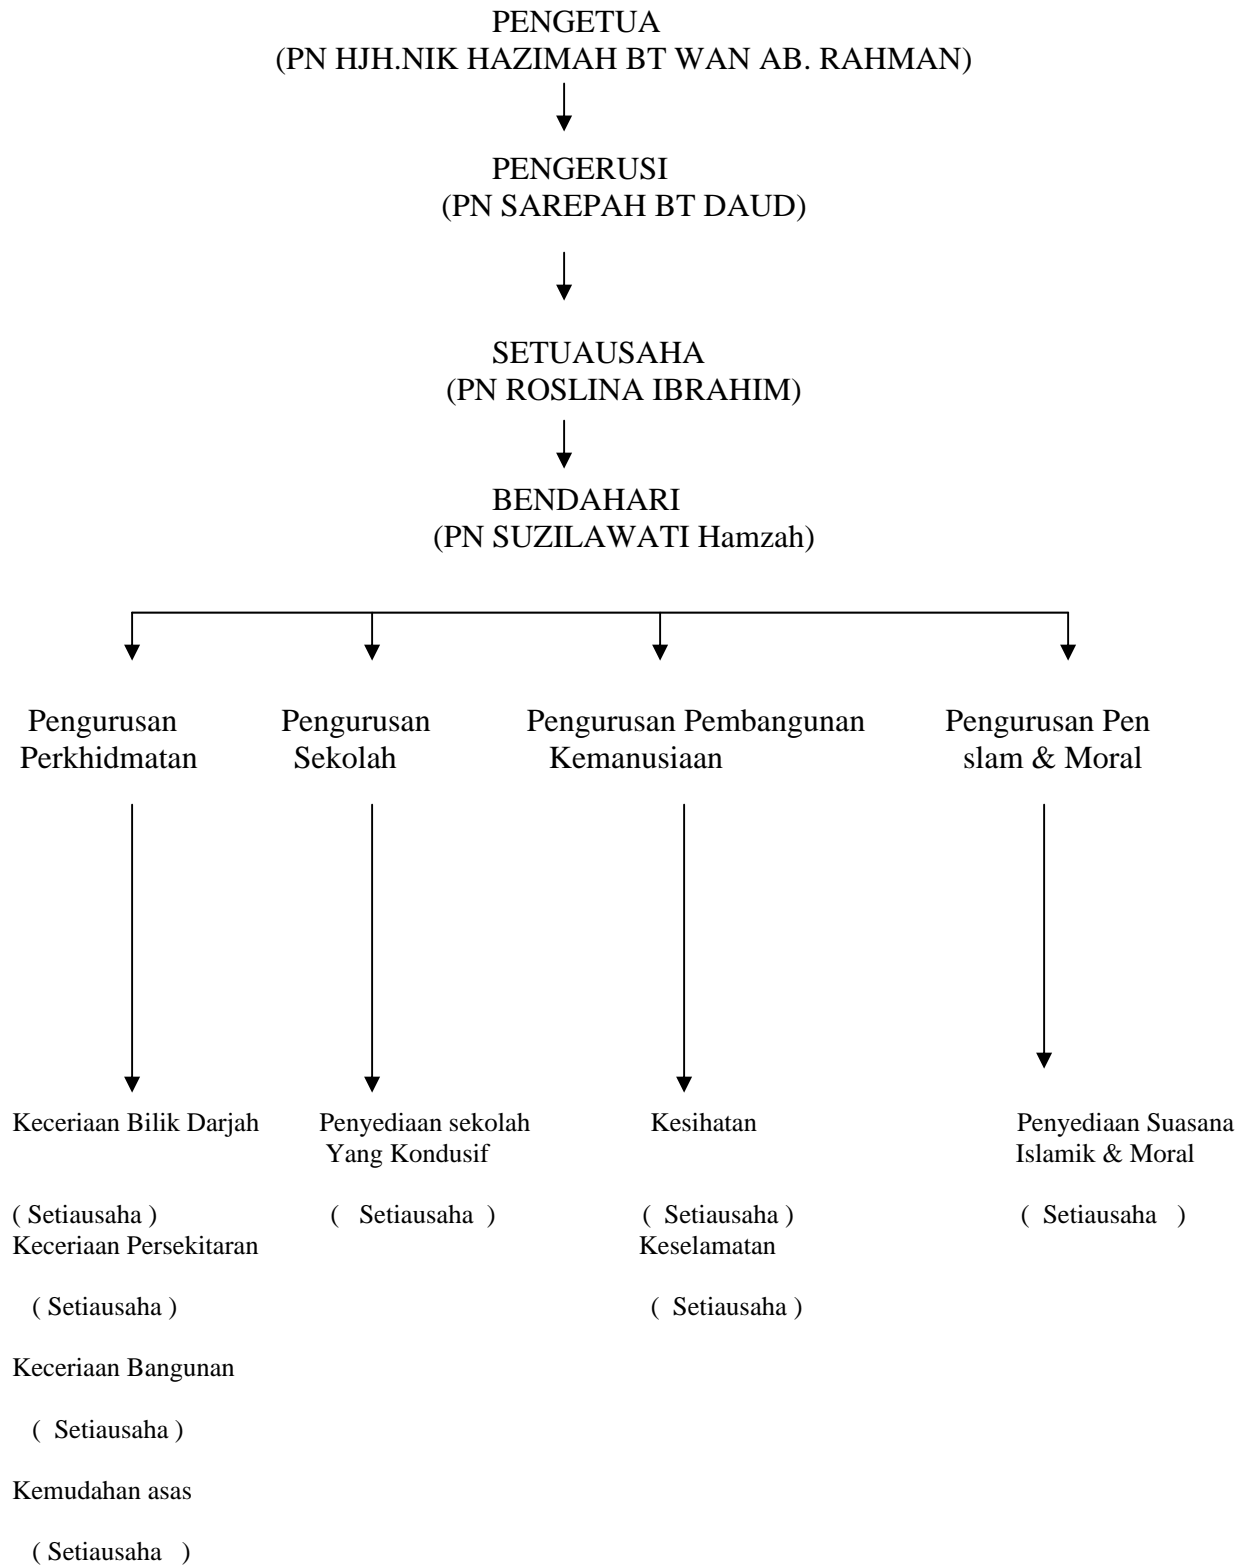 PENGETUA
(PN HJH.NIK HAZIMAH BT WAN AB. RAHMAN)
PENGERUSI
(PN SAREPAH BT DAUD)
SETUAUSAHA
(PN ROSLINA IBRAHIM)
BENDAHARI
(PN SUZILAWATI Hamzah)
Pengurusan
Perkhidmatan
Pengurusan
Sekolah
Pengurusan Pembangunan
Kemanusiaan
Pengurusan Pen
slam & Moral
Keceriaan Bilik Darjah
( Setiausaha )
Keceriaan Persekitaran
( Setiausaha )
Keceriaan Bangunan
( Setiausaha )
Kemudahan asas
( Setiausaha )
Penyediaan sekolah
Yang Kondusif
( Setiausaha )
Kesihatan
( Setiausaha )
Keselamatan
( Setiausaha )
Penyediaan Suasana
Islamik & Moral
( Setiausaha )